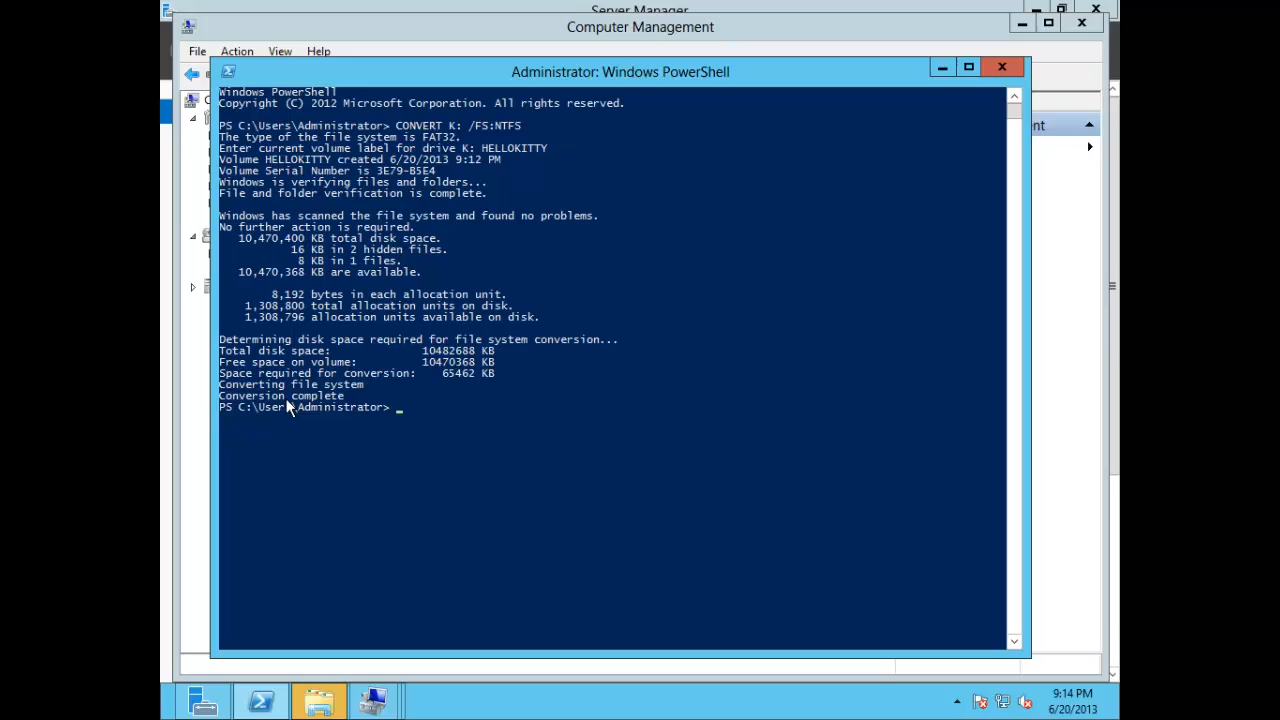 Server Manager
Computer Management
File Action View Help
Administrator: Windows PowerShell
Windows PowerShell
Copyright (C) 2012 Microsoft Corporation. All rights reserved.
PS C:\Users\Administrator> CONVERT K: /FS:NTFS
The type of the file system is FAT32.
Enter current volume label for drive K: HELLOKITTY
Volume HELLOKITTY created 6/20/2013 9:12 PM
Volume Serial Number is 3E79-B5E4
Windows is verifying files and folders...
File and folder verification is complete.
Windows has scanned the file system and found no problems.
No further action is required.
10,470,400 KB total disk space.
16 KB in 2 hidden files.
8 KB in 1 files.
10,470,368 KB are available.
8,192 bytes in each allocation unit.
1,308,800 total allocation units on disk.
1,308,796 allocation units available on disk.
Determining disk space required for file system conversion...
Total disk space: 10482688 KB
Free space on volume: 10470368 KB
Space required for conversion: 65462 KB
Converting file system
Conversion complete
PS C:\Users\Administrator> _
9:14 PM
6/20/2013